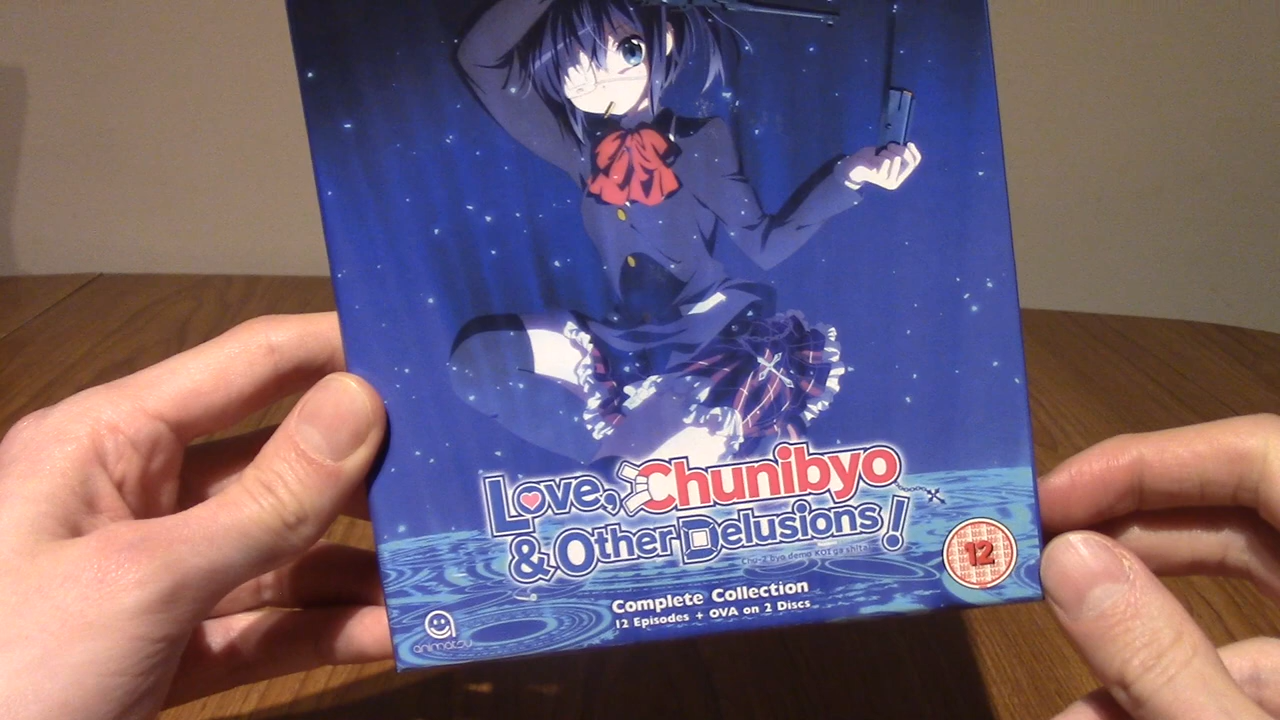 Love, Chunibyo
& Other Delusions!
Chu-2 byo demo KOI ga shitai
12
Complete Collection
12 Episodes + OVA on 2 Discs
animatsu